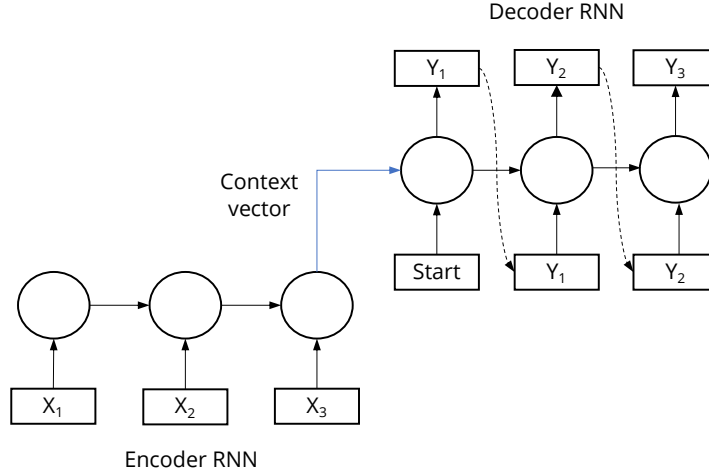 Decoder RNN
Y₁
Y₂
Y₃
Context
vector
Start
Y₁
Y₂
X₁
X₂
X₃
Encoder RNN